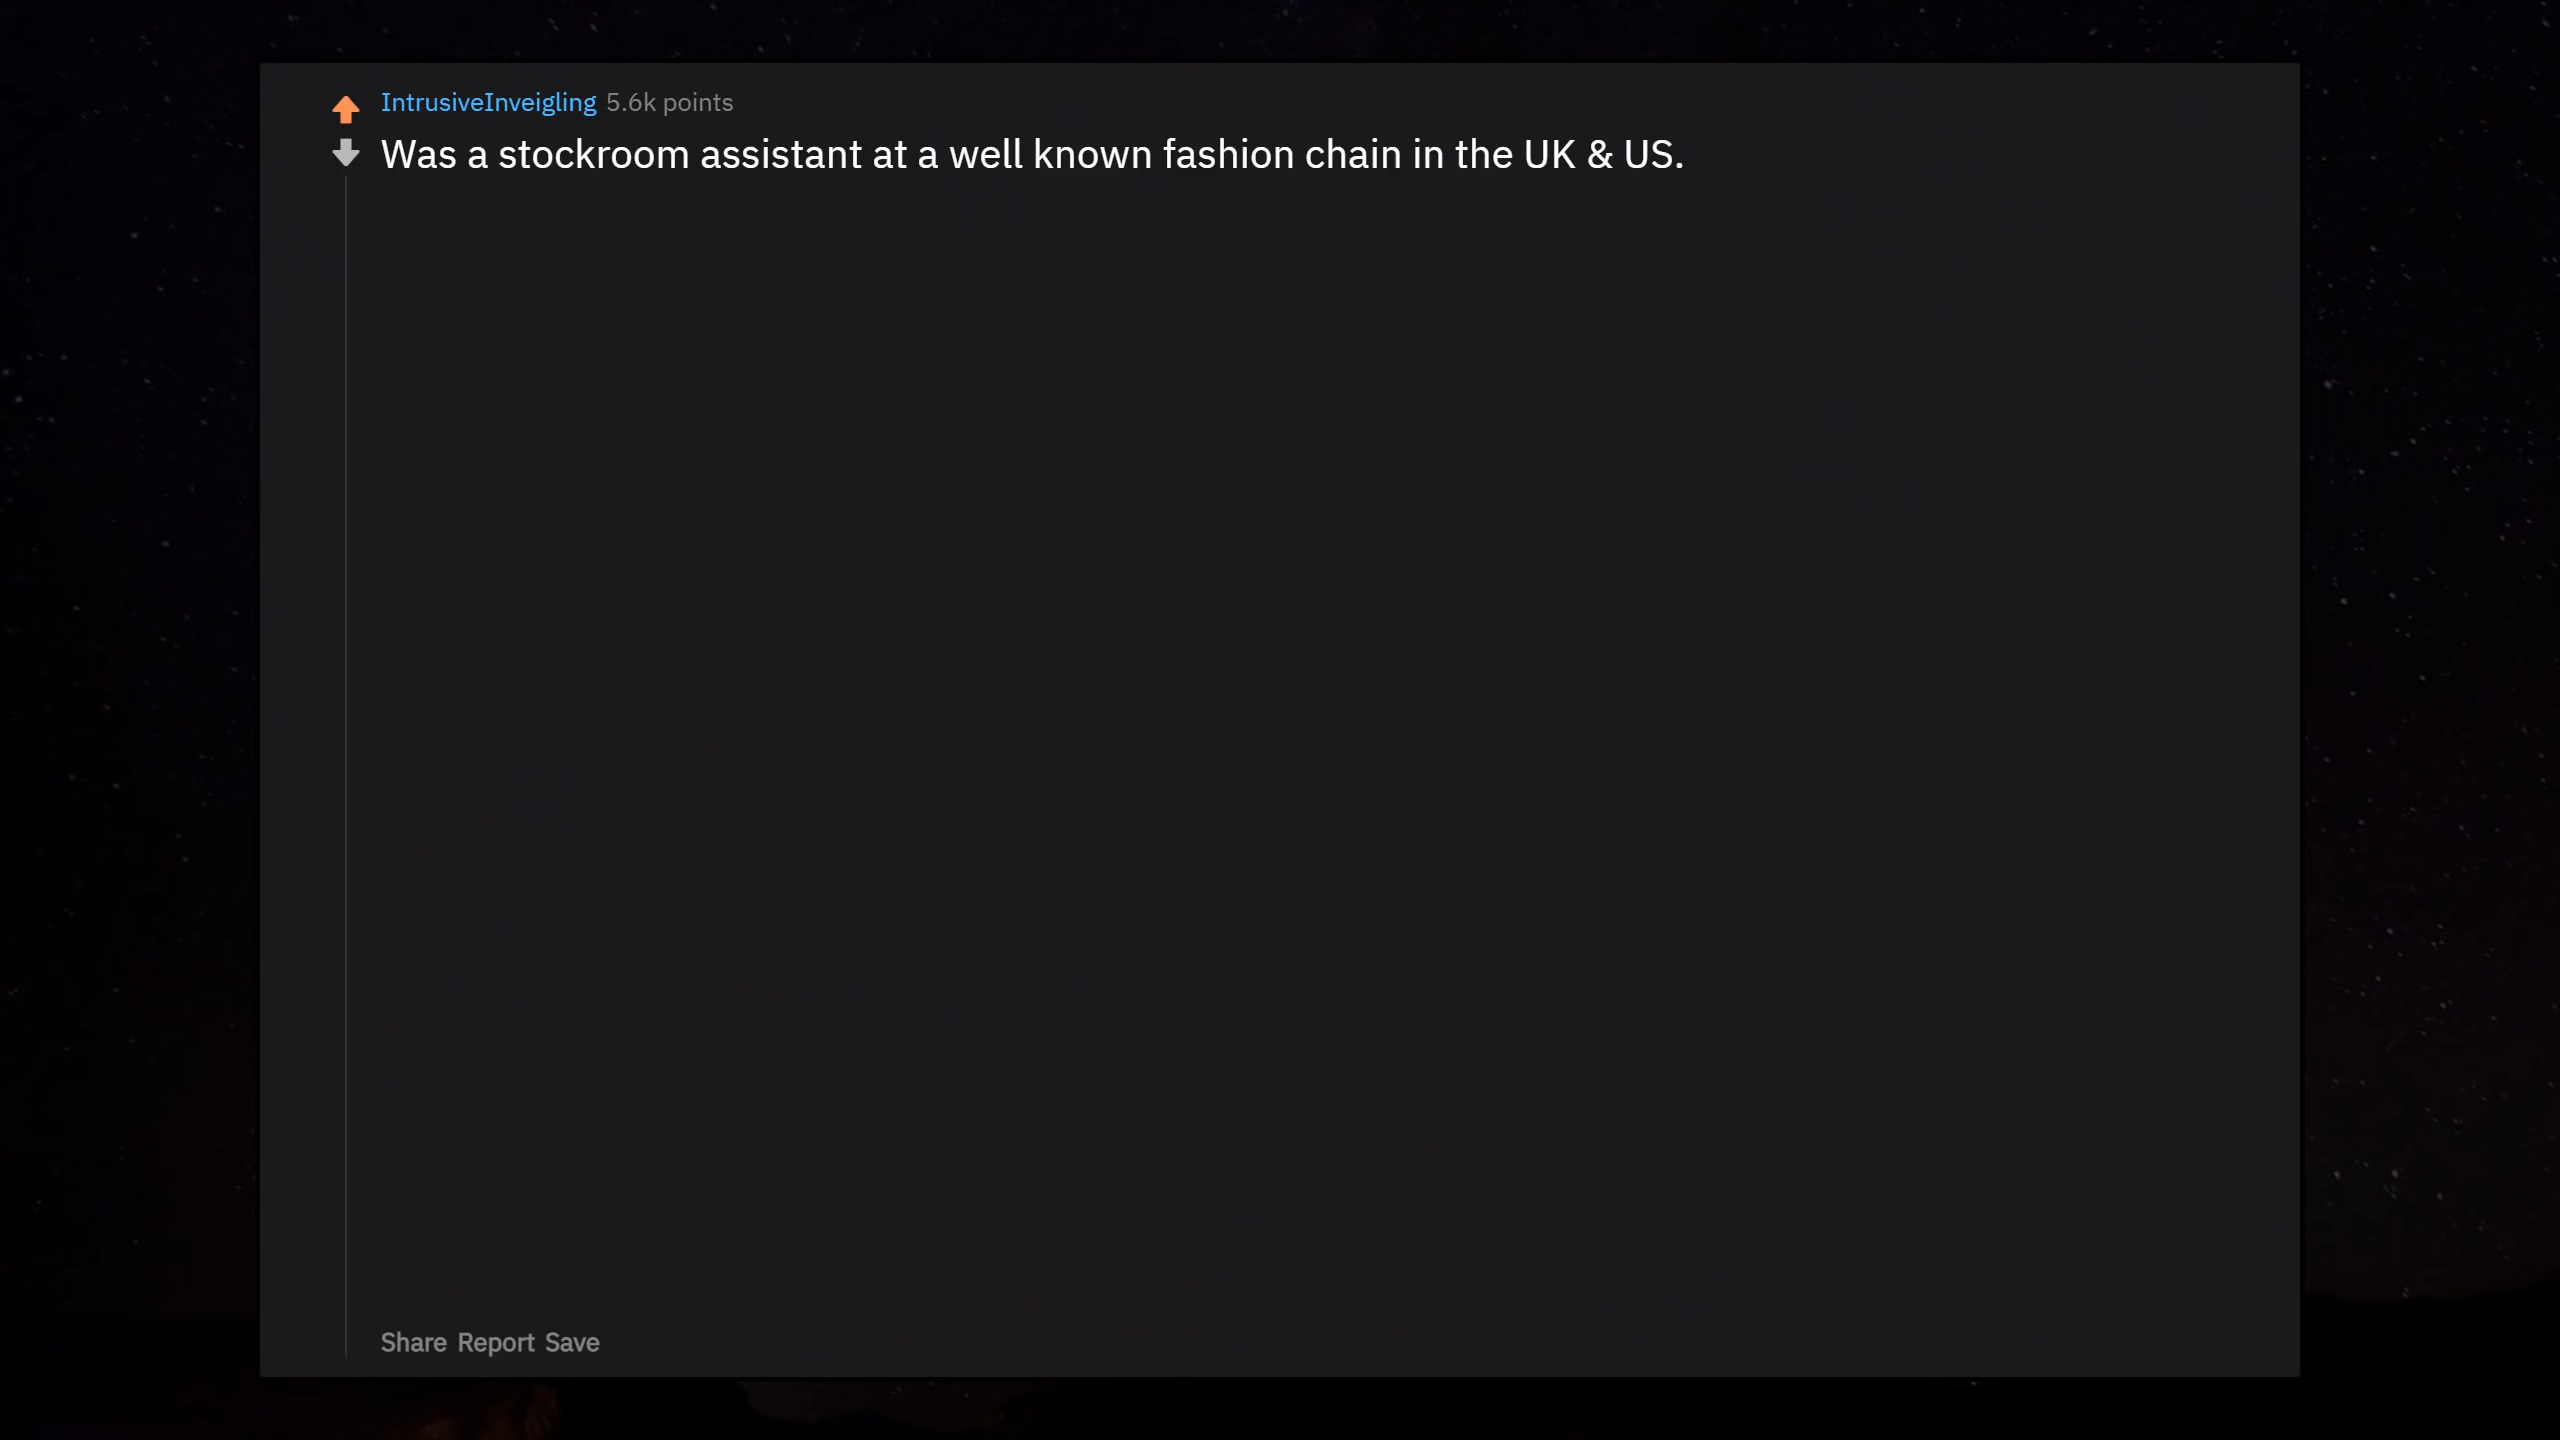 IntrusiveInveigling 5.6k points
Was a stockroom assistant at a well known fashion chain in the UK & US.
Share Report Save